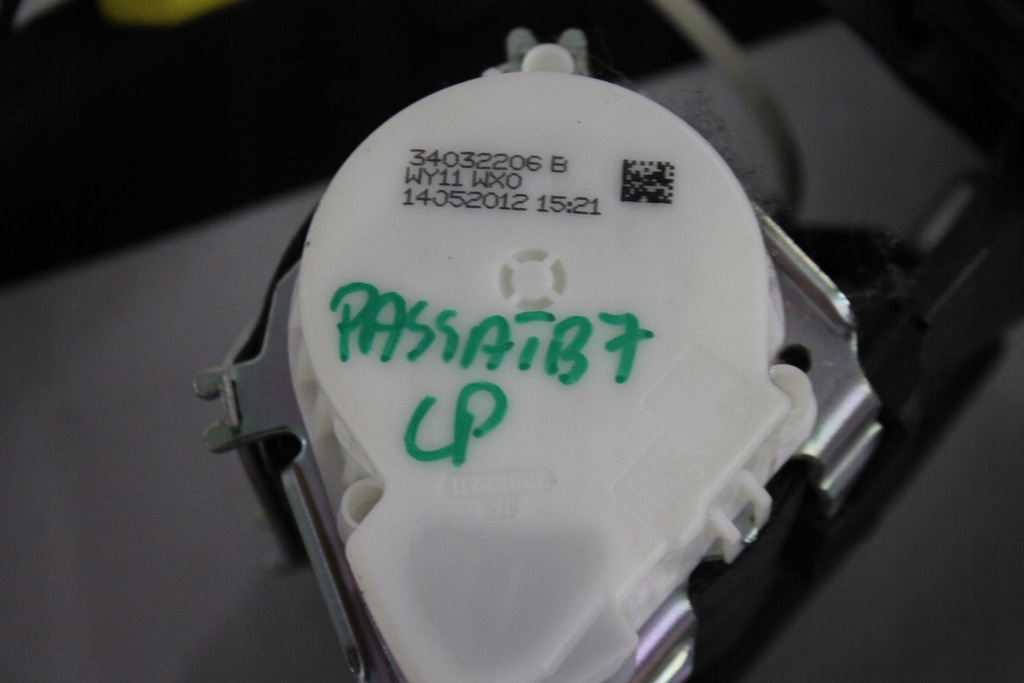 34032206 B
WY11 WX0
14052012 15:21
PASSATB7
LP